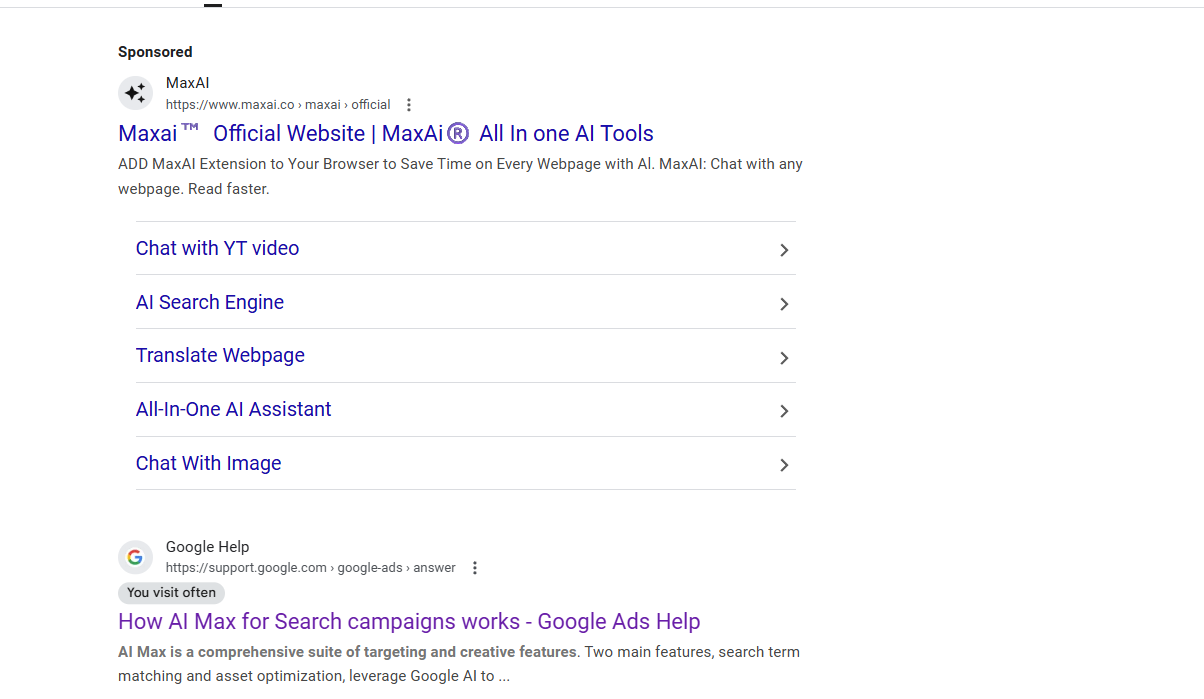 Sponsored
MaxAI
https://www.maxai.co › maxai › official
Maxai™ Official Website | MaxAi® All In one AI Tools
ADD MaxAI Extension to Your Browser to Save Time on Every Webpage with Al. MaxAI: Chat with any
webpage. Read faster.
Chat with YT video
AI Search Engine
Translate Webpage
All-In-One AI Assistant
Chat With Image
Google Help
https://support.google.com › google-ads › answer
You visit often
How AI Max for Search campaigns works - Google Ads Help
AI Max is a comprehensive suite of targeting and creative features. Two main features, search term
matching and asset optimization, leverage Google AI to ...